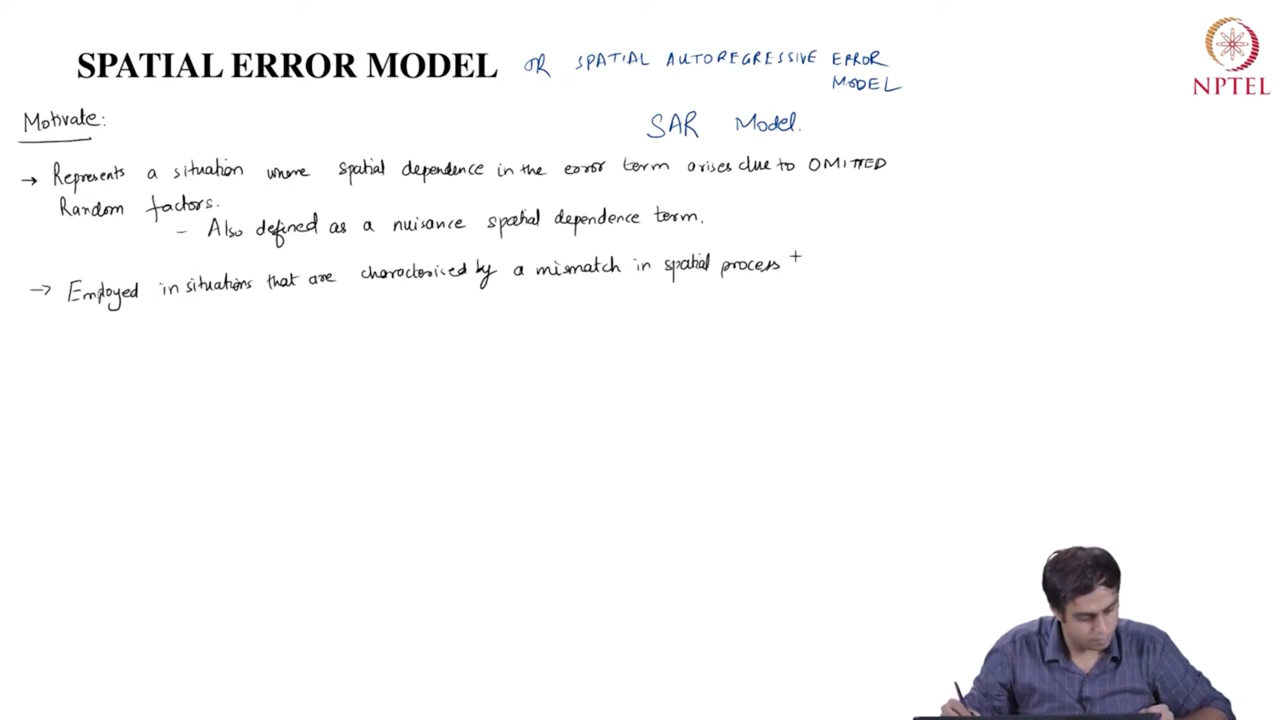 SPATIAL ERROR MODEL OR SPATIAL AUTOREGRESSIVE ERROR
MODEL
NPTEL
Motivate:
SAR Model.
→ Represents a situation where spatial dependence in the error term arises due to OMITTED
Random factors.
- Also defined as a nuisance spatial dependence term.
→ Employed in situations that are characterised by a mismatch in spatial process +